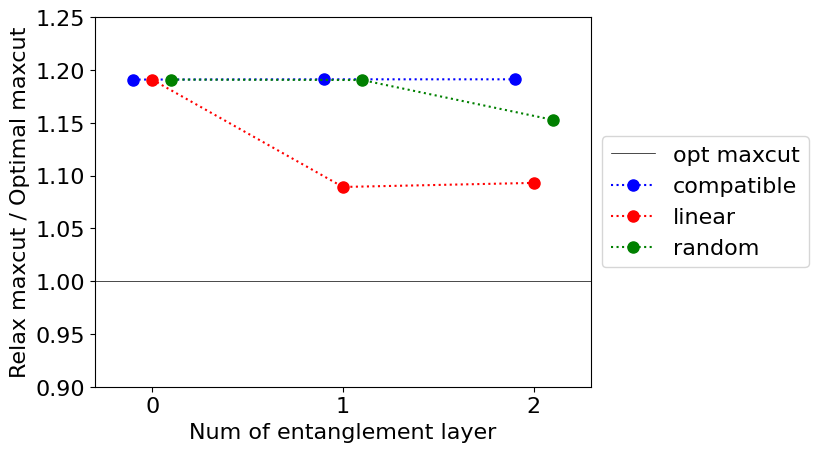 Relax maxcut / Optimal maxcut
1.25
1.20
1.15
1.10
1.05
1.00
0.95
0.90
0
1
2
Num of entanglement layer
opt maxcut
compatible
linear
random